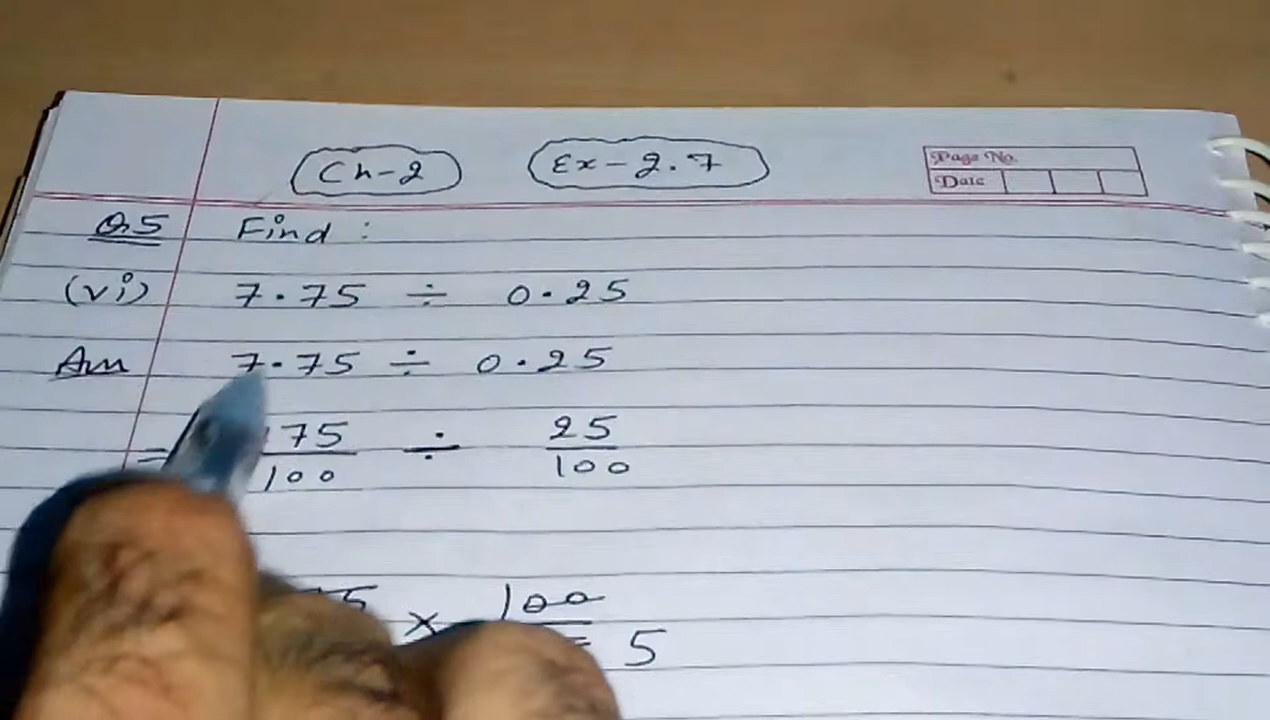 Ch-2 Ex-2.7 Page No.
Date
Q.5 Find :
(vi) 7.75 ÷ 0.25
Ans 7.75 ÷ 0.25
= 75/100 ÷ 25/100
× 100
5